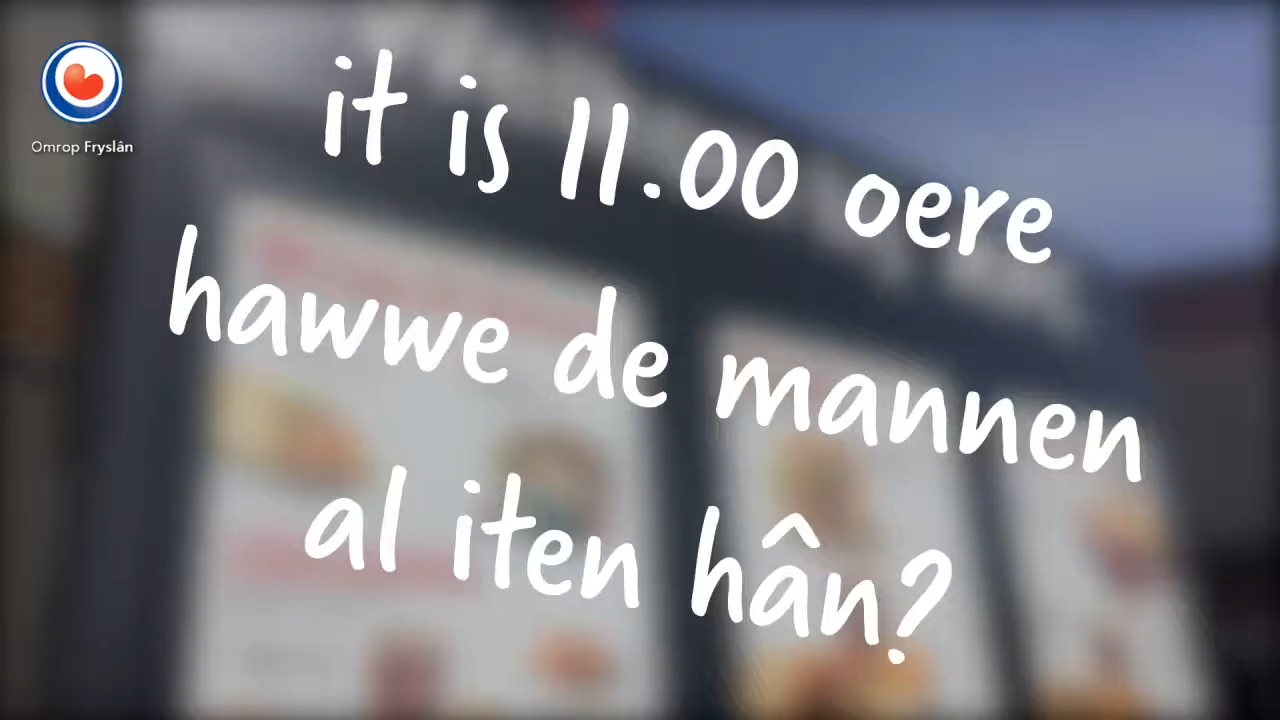 Omrop Fryslân
it is 11.00 oere
hawwe de mannen
al iten hân?